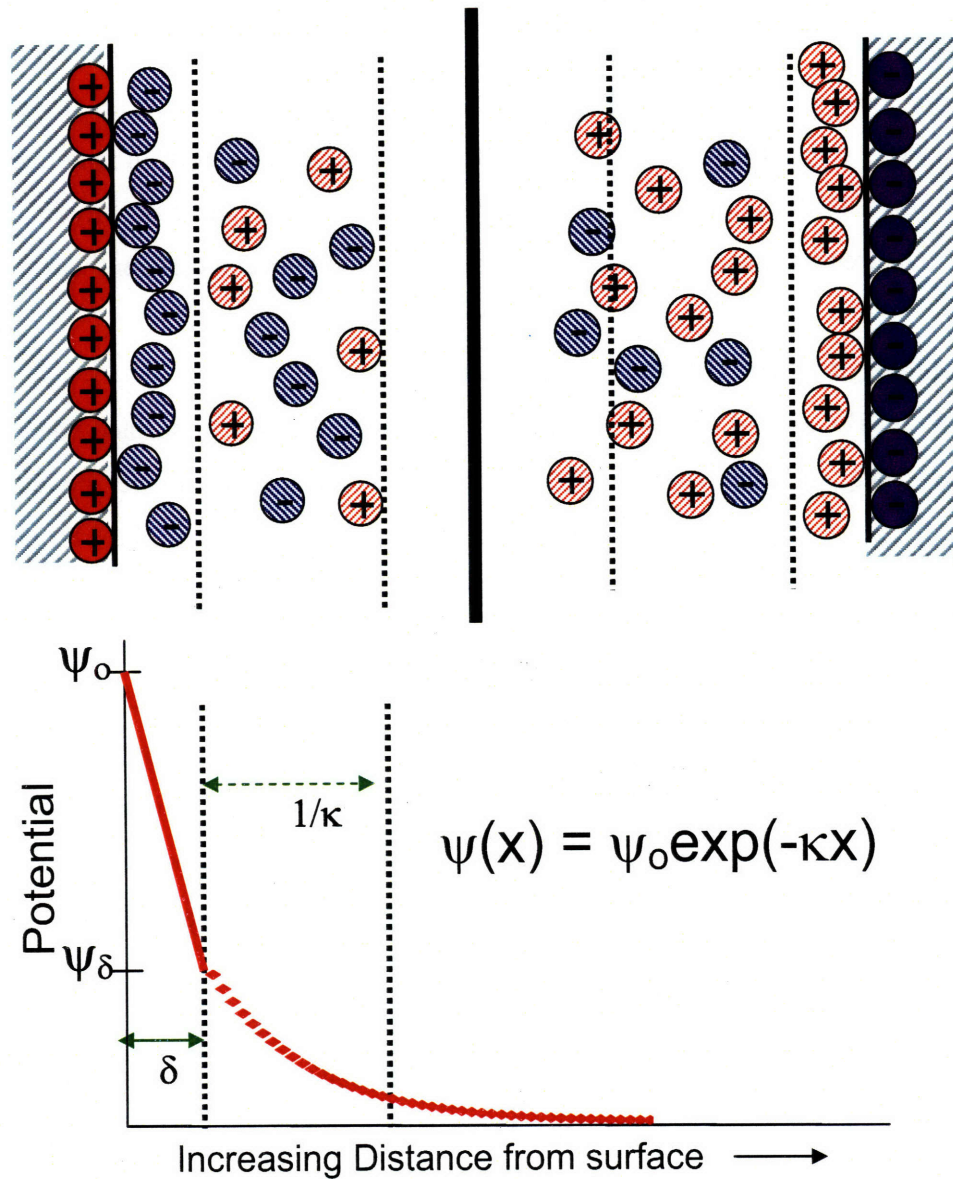 ψo
1/κ
ψ(x) = ψoexp(-κx)
Potential
ψδ
δ
Increasing Distance from surface